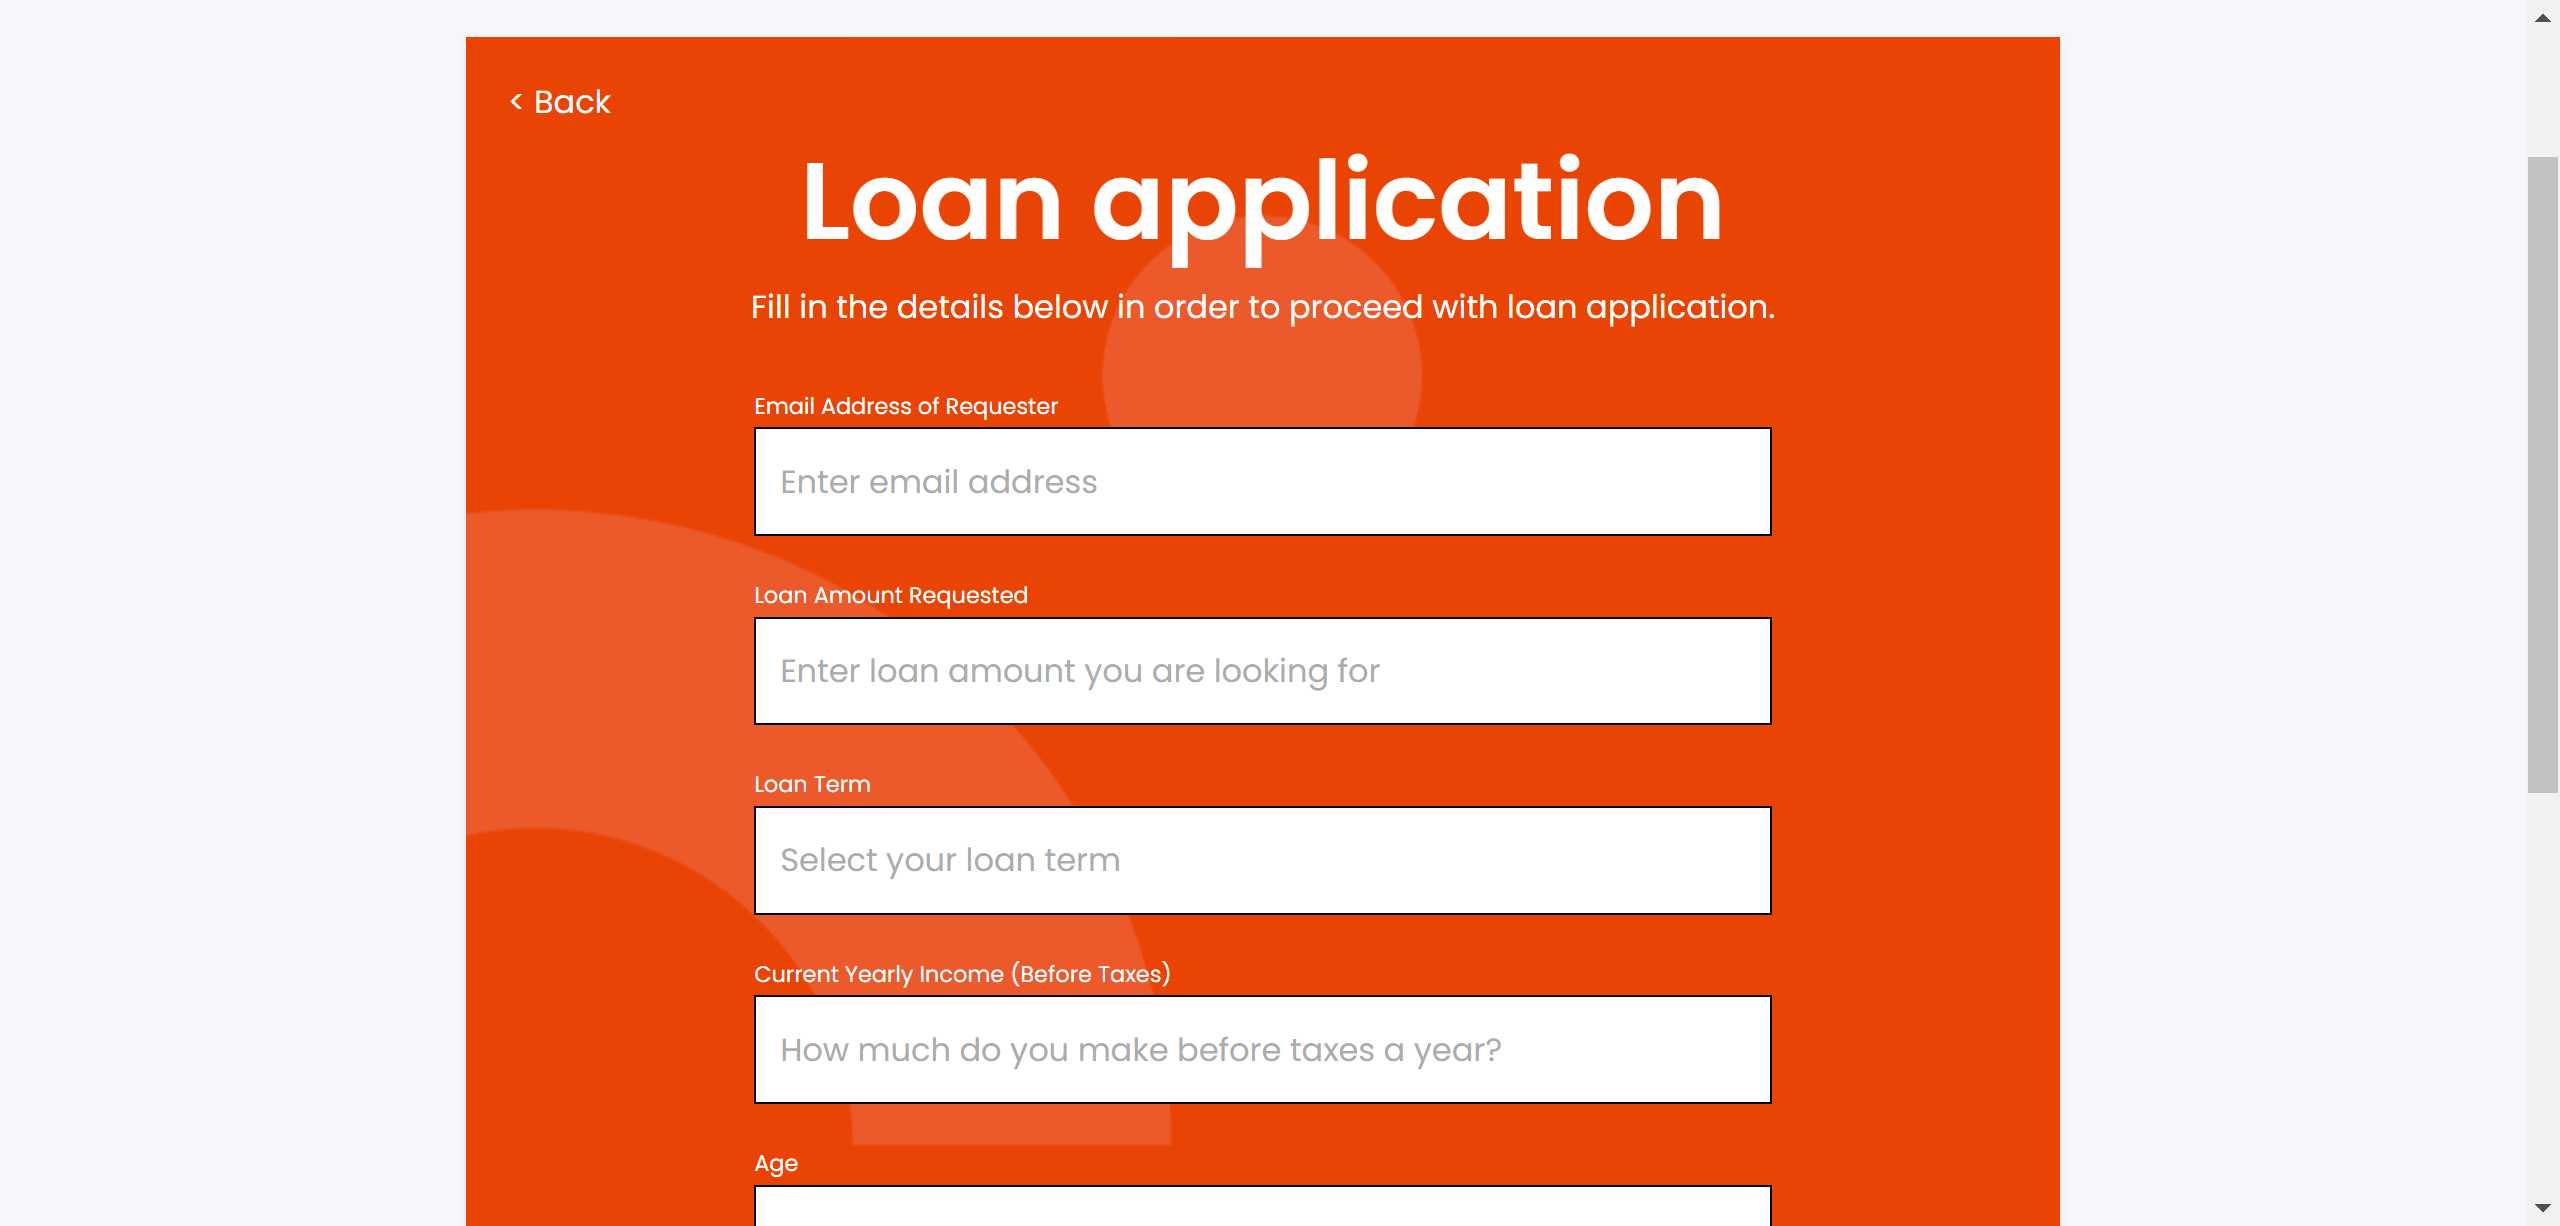 < Back
Loan application
Fill in the details below in order to proceed with loan application.
Email Address of Requester
Enter email address
Loan Amount Requested
Enter loan amount you are looking for
Loan Term
Select your loan term
Current Yearly Income (Before Taxes)
How much do you make before taxes a year?
Age